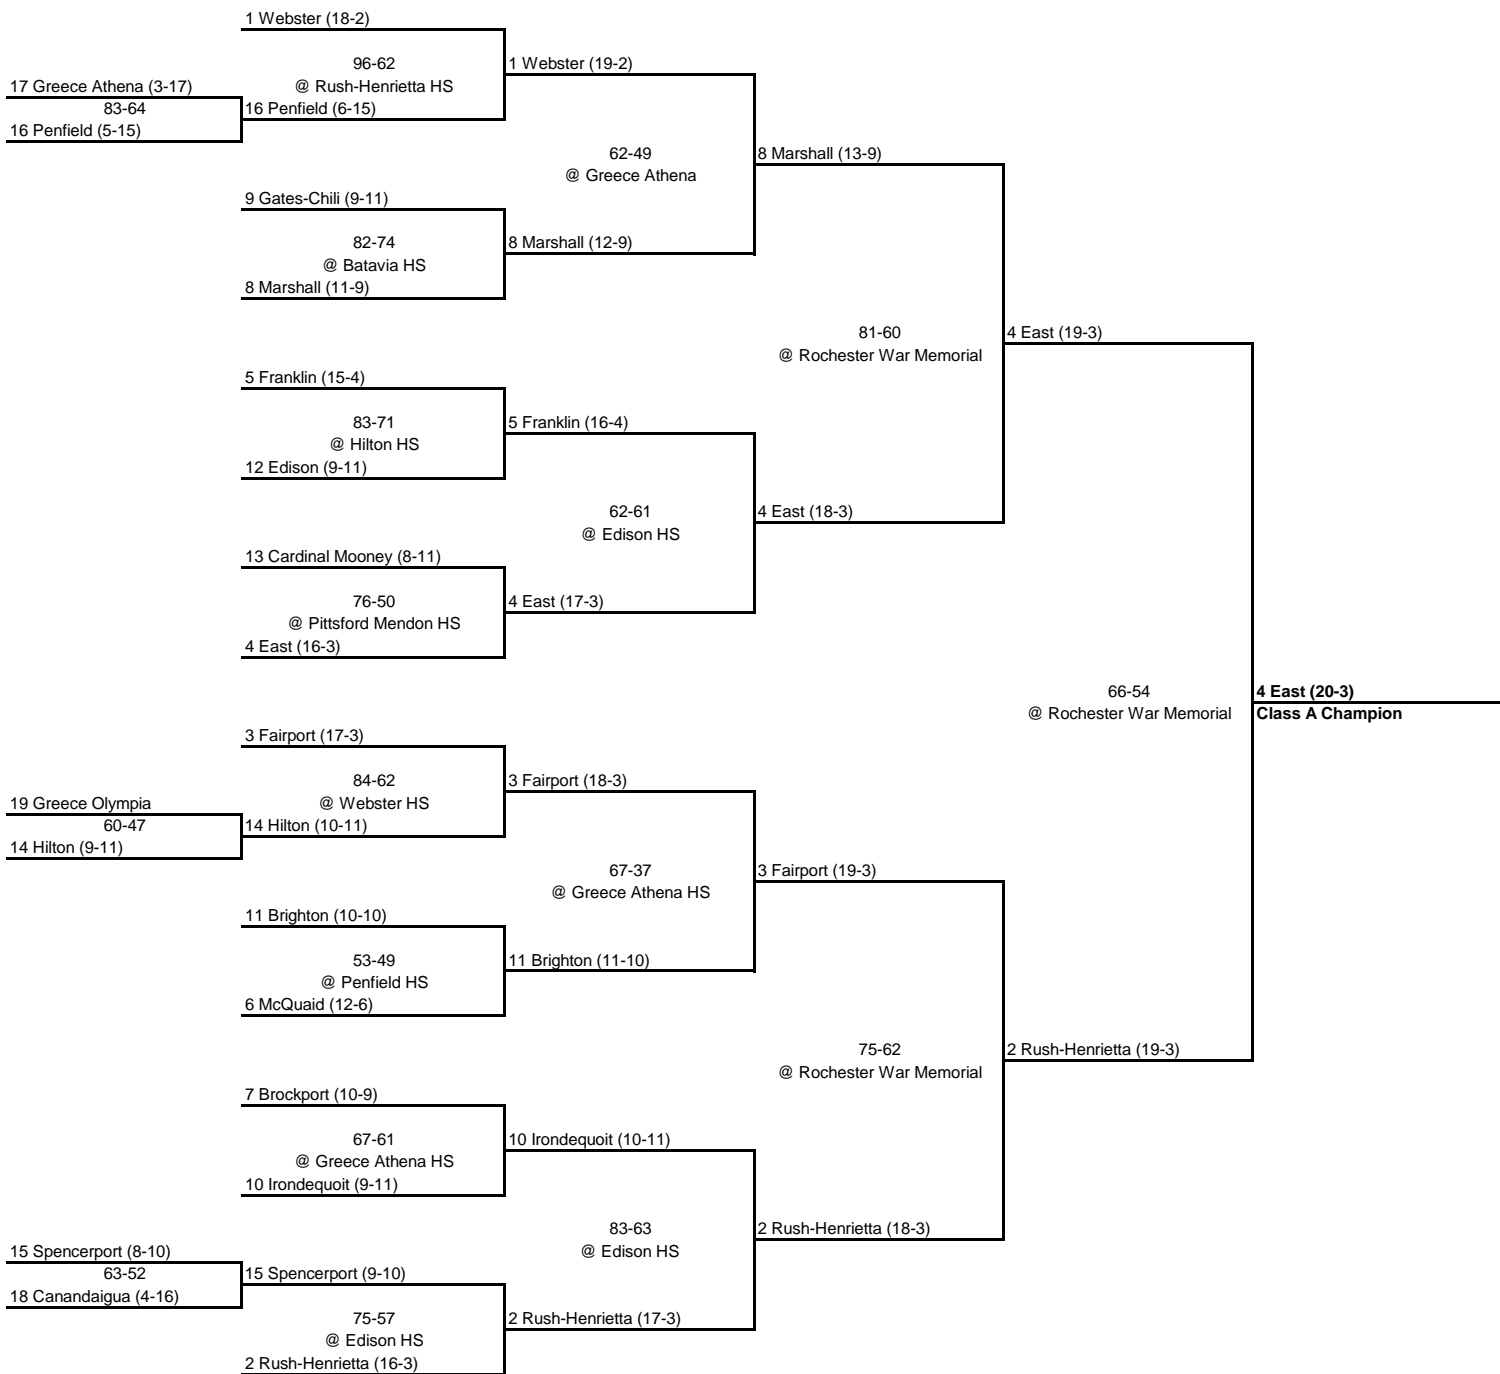 1 Webster (18-2)
96-62
@ Rush-Henrietta HS
1 Webster (19-2)
17 Greece Athena (3-17)
83-64
16 Penfield (5-15)
16 Penfield (6-15)
62-49
@ Greece Athena
8 Marshall (13-9)
9 Gates-Chili (9-11)
82-74
@ Batavia HS
8 Marshall (12-9)
8 Marshall (11-9)
81-60
@ Rochester War Memorial
4 East (19-3)
5 Franklin (15-4)
83-71
@ Hilton HS
5 Franklin (16-4)
12 Edison (9-11)
62-61
@ Edison HS
4 East (18-3)
13 Cardinal Mooney (8-11)
76-50
@ Pittsford Mendon HS
4 East (17-3)
4 East (16-3)
66-54
@ Rochester War Memorial
4 East (20-3)
Class A Champion
3 Fairport (17-3)
84-62
@ Webster HS
3 Fairport (18-3)
19 Greece Olympia
60-47
14 Hilton (9-11)
14 Hilton (10-11)
67-37
@ Greece Athena HS
3 Fairport (19-3)
11 Brighton (10-10)
53-49
@ Penfield HS
11 Brighton (11-10)
6 McQuaid (12-6)
75-62
@ Rochester War Memorial
2 Rush-Henrietta (19-3)
7 Brockport (10-9)
67-61
@ Greece Athena HS
10 Irondequoit (10-11)
10 Irondequoit (9-11)
83-63
@ Edison HS
2 Rush-Henrietta (18-3)
15 Spencerport (8-10)
63-52
18 Canandaigua (4-16)
15 Spencerport (9-10)
75-57
@ Edison HS
2 Rush-Henrietta (17-3)
2 Rush-Henrietta (16-3)